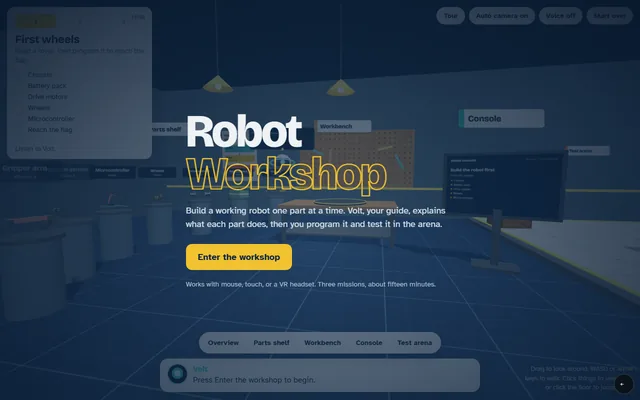 Tour
Auto camera on
Voice off
Start over
First wheels
Chassis
Battery pack
Drive motors
Wheels
Microcontroller
Reach the flag
Listen to Volt
Parts shelf
Workbench
Console
Robot
Workshop
Build a working robot one part at a time. Volt, your guide, explains
what each part does, then you program it and test it in the arena.
Enter the workshop
Works with mouse, touch, or a VR headset. Three missions, about fifteen minutes.
Overview
Parts shelf
Workbench
Console
Test arena
Volt
Press Enter the workshop to begin.